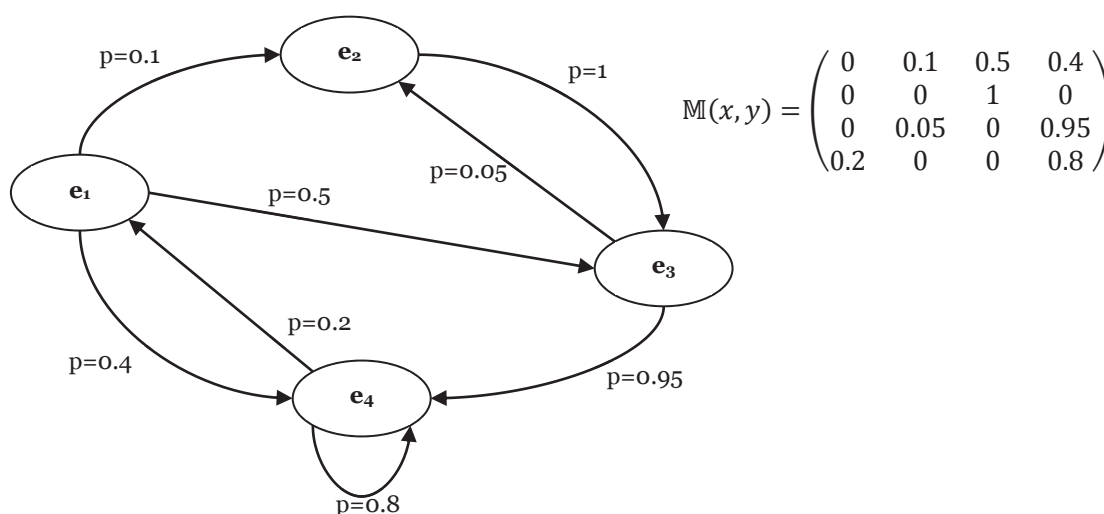 p=0.1
e₂
p=1
p=0.05
e₁
p=0.5
e₃
p=0.2
p=0.4
e₄
p=0.95
p=0.8
𝕄(x, y) = (
0 0.1 0.5 0.4
0 0 1 0
0 0.05 0 0.95
0.2 0 0 0.8
)